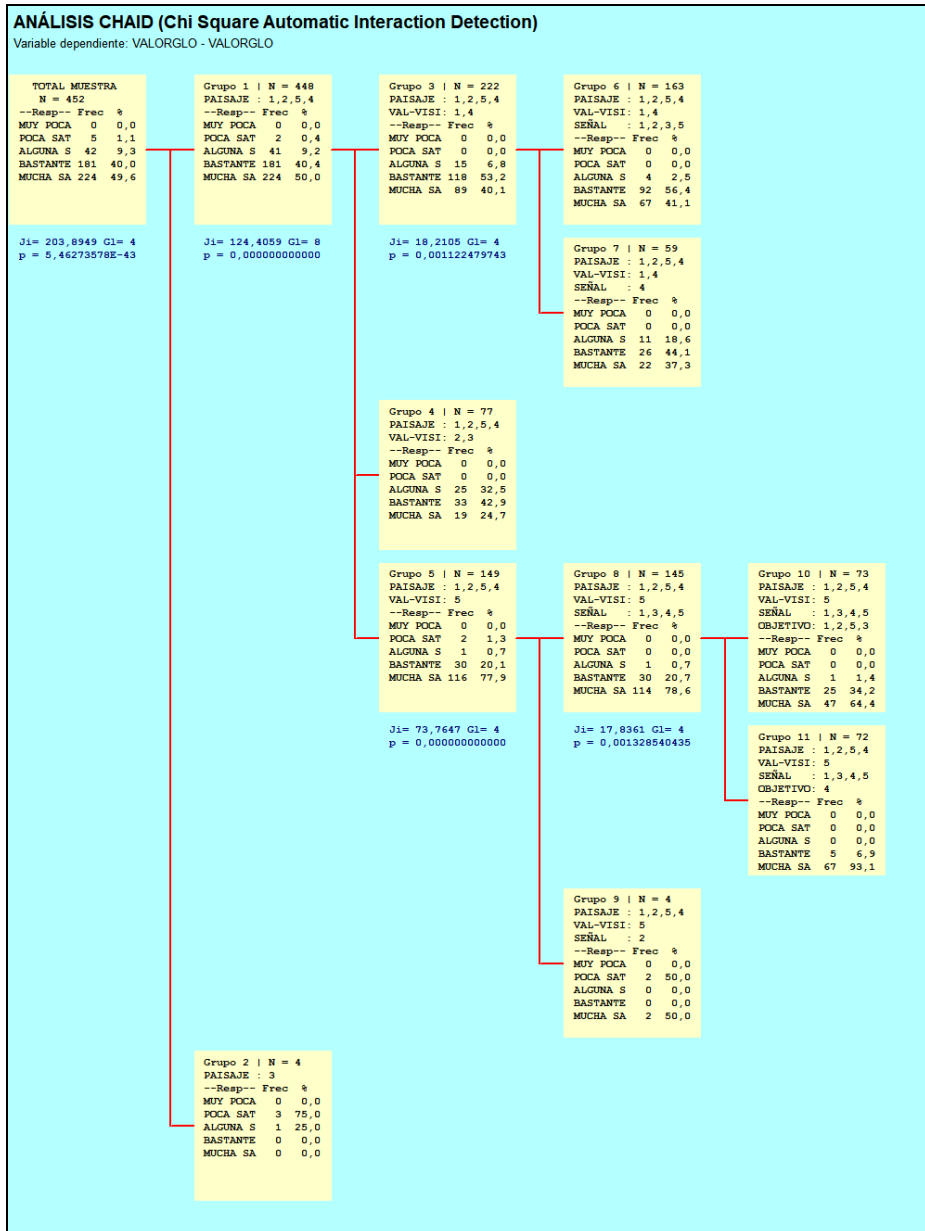 ANÁLISIS CHAID (Chi Square Automatic Interaction Detection)
Variable dependiente: VALORGLO - VALORGLO
TOTAL MUESTRA
N = 452
--Resp-- Frec %
MUY POCA 0 0,0
POCA SAT 5 1,1
ALGUNA S 42 9,3
BASTANTE 181 40,0
MUCHA SA 224 49,6
Ji= 203,8949 Gl= 4
p = 5,46273578E-43
Grupo 1 | N = 448
PAISAJE : 1,2,5,4
--Resp-- Frec %
MUY POCA 0 0,0
POCA SAT 2 0,4
ALGUNA S 41 9,2
BASTANTE 181 40,4
MUCHA SA 224 50,0
Ji= 124,4059 Gl= 8
p = 0,000000000000
Grupo 3 | N = 222
PAISAJE : 1,2,5,4
VAL-VISI: 1,4
--Resp-- Frec %
MUY POCA 0 0,0
POCA SAT 0 0,0
ALGUNA S 15 6,8
BASTANTE 118 53,2
MUCHA SA 89 40,1
Ji= 18,2105 Gl= 4
p = 0,001122479743
Grupo 6 | N = 163
PAISAJE : 1,2,5,4
VAL-VISI: 1,4
SEÑAL : 1,2,3,5
--Resp-- Frec %
MUY POCA 0 0,0
POCA SAT 0 0,0
ALGUNA S 4 2,5
BASTANTE 92 56,4
MUCHA SA 67 41,1
Grupo 7 | N = 59
PAISAJE : 1,2,5,4
VAL-VISI: 1,4
SEÑAL : 4
--Resp-- Frec %
MUY POCA 0 0,0
POCA SAT 0 0,0
ALGUNA S 11 18,6
BASTANTE 26 44,1
MUCHA SA 22 37,3
Grupo 4 | N = 77
PAISAJE : 1,2,5,4
VAL-VISI: 2,3
--Resp-- Frec %
MUY POCA 0 0,0
POCA SAT 0 0,0
ALGUNA S 25 32,5
BASTANTE 33 42,9
MUCHA SA 19 24,7
Grupo 5 | N = 149
PAISAJE : 1,2,5,4
VAL-VISI: 5
--Resp-- Frec %
MUY POCA 0 0,0
POCA SAT 2 1,3
ALGUNA S 1 0,7
BASTANTE 30 20,1
MUCHA SA 116 77,9
Ji= 73,7647 Gl= 4
p = 0,000000000000
Grupo 8 | N = 145
PAISAJE : 1,2,5,4
VAL-VISI: 5
SEÑAL : 1,3,4,5
--Resp-- Frec %
MUY POCA 0 0,0
POCA SAT 0 0,0
ALGUNA S 1 0,7
BASTANTE 30 20,7
MUCHA SA 114 78,6
Ji= 17,8361 Gl= 4
p = 0,001328540435
Grupo 10 | N = 73
PAISAJE : 1,2,5,4
VAL-VISI: 5
SEÑAL : 1,3,4,5
OBJETIVO: 1,2,5,3
--Resp-- Frec %
MUY POCA 0 0,0
POCA SAT 0 0,0
ALGUNA S 1 1,4
BASTANTE 25 34,2
MUCHA SA 47 64,4
Grupo 11 | N = 72
PAISAJE : 1,2,5,4
VAL-VISI: 5
SEÑAL : 1,3,4,5
OBJETIVO: 4
--Resp-- Frec %
MUY POCA 0 0,0
POCA SAT 0 0,0
ALGUNA S 0 0,0
BASTANTE 5 6,9
MUCHA SA 67 93,1
Grupo 9 | N = 4
PAISAJE : 1,2,5,4
VAL-VISI: 5
SEÑAL : 2
--Resp-- Frec %
MUY POCA 0 0,0
POCA SAT 2 50,0
ALGUNA S 0 0,0
BASTANTE 0 0,0
MUCHA SA 2 50,0
Grupo 2 | N = 4
PAISAJE : 3
--Resp-- Frec %
MUY POCA 0 0,0
POCA SAT 3 75,0
ALGUNA S 1 25,0
BASTANTE 0 0,0
MUCHA SA 0 0,0